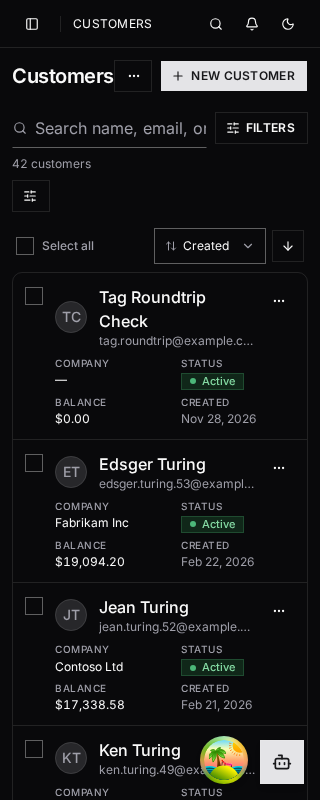 CUSTOMERS
Customers
NEW CUSTOMER
Search name, email, or
FILTERS
42 customers
Select all
Created
TC
Tag Roundtrip
Check
tag.roundtrip@example.c...
COMPANY
STATUS
—
Active
BALANCE
CREATED
$0.00
Nov 28, 2026
ET
Edsger Turing
edsger.turing.53@exampl...
COMPANY
STATUS
Fabrikam Inc
Active
BALANCE
CREATED
$19,094.20
Feb 22, 2026
JT
Jean Turing
jean.turing.52@example....
COMPANY
STATUS
Contoso Ltd
Active
BALANCE
CREATED
$17,338.58
Feb 21, 2026
KT
Ken Turing
ken.turing.49@ex
COMPANY
STATUS